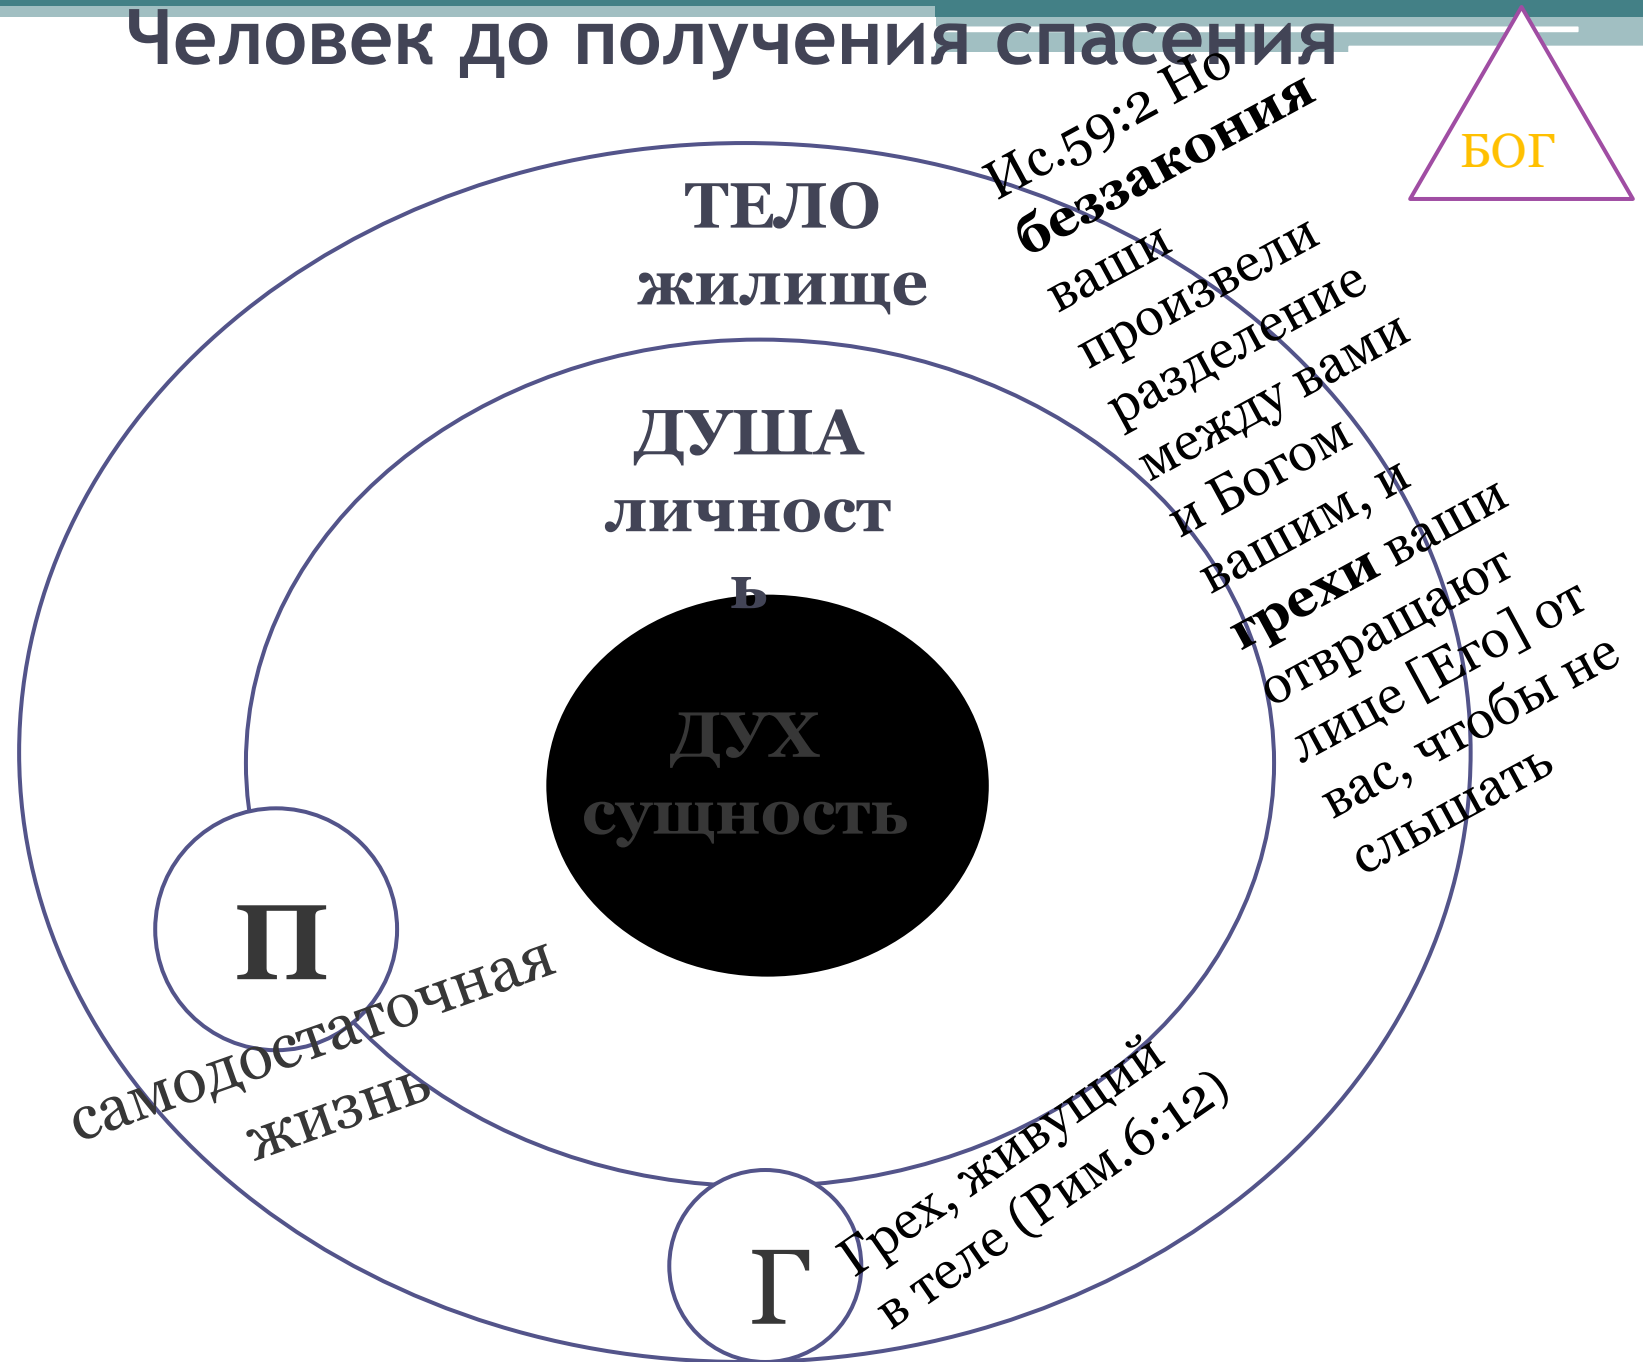 Человек до получения спасения
БОГ
Ис.59:2 Но
беззакония
ваши
произвели
разделение
между вами
и Богом
вашим, и
грехи ваши
отвращают
лице [Его] от
вас, чтобы не
слышать
ТЕЛО
жилище
ДУША
личност
ь
ДУХ
сущность
П
самодостаточная
жизнь
Г
Грех, живущий
в теле (Рим.6:12)